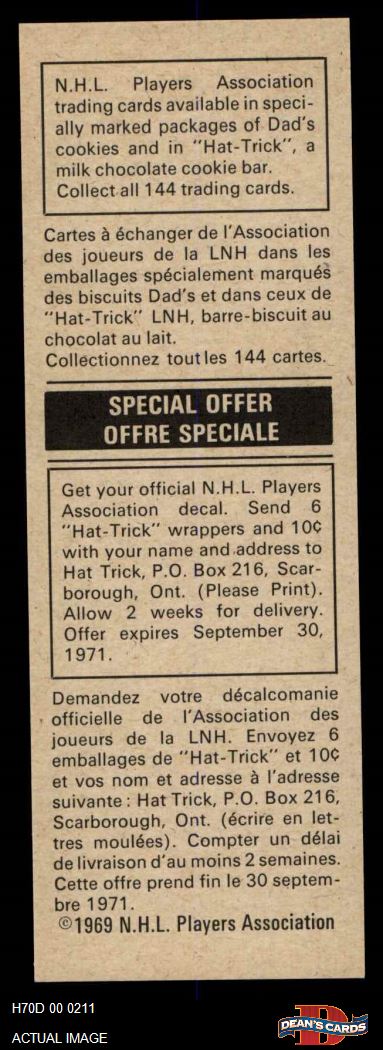 N.H.L. Players Association
trading cards available in speci-
ally marked packages of Dad's
cookies and in "Hat-Trick", a
milk chocolate cookie bar.
Collect all 144 trading cards.
Cartes à échanger de l'Association
des joueurs de la LNH dans les
emballages spécialement marqués
des biscuits Dad's et dans ceux de
"Hat-Trick" LNH, barre-biscuit au
chocolat au lait.
Collectionnez toutles 144 cartes.
SPECIAL OFFER
OFFRE SPECIALE
Get your official N.H.L. Players
Association decal. Send 6
"Hat-Trick" wrappers and 10¢
with your name and address to
Hat Trick, P.O. Box 216, Scar-
borough, Ont. (Please Print).
Allow 2 weeks for delivery.
Offer expires September 30,
1971.
Demandez votre décalcomanie
officielle de l'Association des
joueurs de la LNH. Envoyez 6
emballages de "Hat-Trick" et 10¢
et vos nom et adresse à l'adresse
suivante: Hat Trick, P.O. Box 216,
Scarborough, Ont. (écrire en let-
tres moulées). Compter un délai
de livraison d'au moins 2 semaines.
Cette offre prend fin le 30 septem-
bre 1971.
©1969 N.H.L. Players Association
H70D 00 0211
ACTUAL IMAGE
D
DEAN'S CARDS